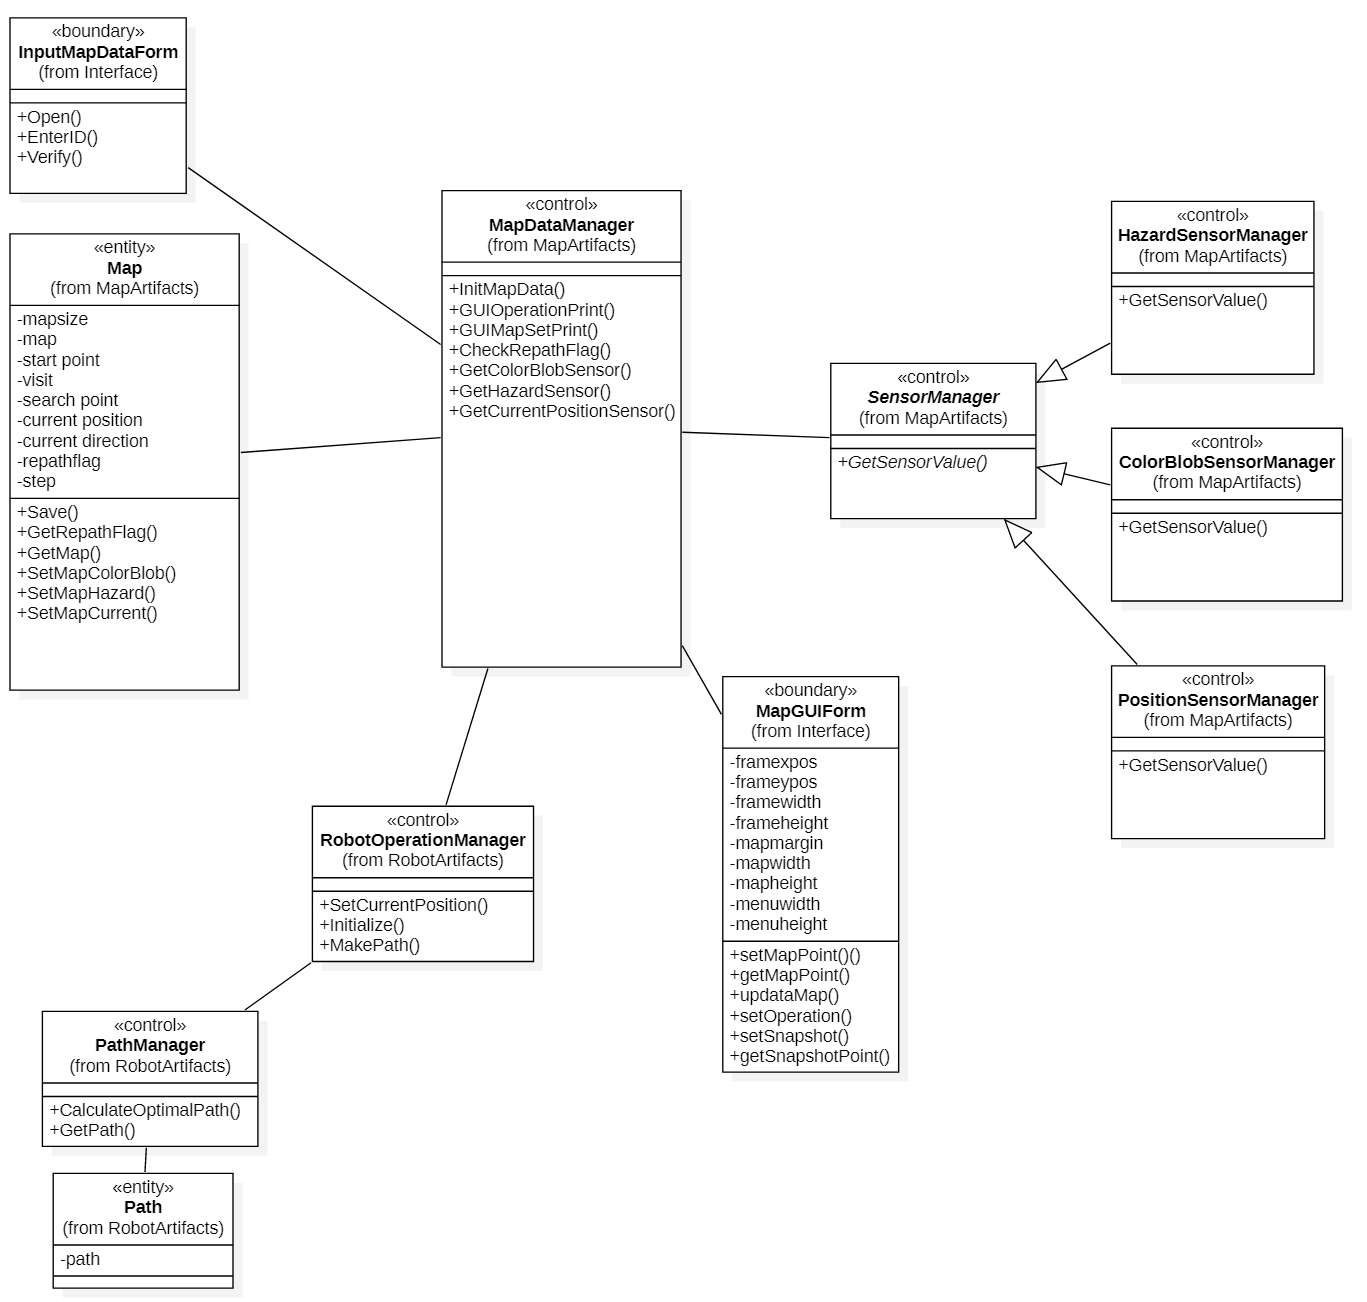 «boundary»
InputMapDataForm
(from Interface)
+Open()
+EnterID()
+Verify()
«entity»
Map
(from MapArtifacts)
-mapsize
-map
-start point
-visit
-search point
-current position
-current direction
-repathflag
-step
+Save()
+GetRepathFlag()
+GetMap()
+SetMapColorBlob()
+SetMapHazard()
+SetMapCurrent()
«control»
MapDataManager
(from MapArtifacts)
+InitMapData()
+GUIOperationPrint()
+GUIMapSetPrint()
+CheckRepathFlag()
+GetColorBlobSensor()
+GetHazardSensor()
+GetCurrentPositionSensor()
«control»
SensorManager
(from MapArtifacts)
+GetSensorValue()
«control»
HazardSensorManager
(from MapArtifacts)
+GetSensorValue()
«control»
ColorBlobSensorManager
(from MapArtifacts)
+GetSensorValue()
«control»
PositionSensorManager
(from MapArtifacts)
+GetSensorValue()
«boundary»
MapGUIForm
(from Interface)
-framexpos
-frameypos
-framewidth
-frameheight
-mapmargin
-mapwidth
-mapheight
-menuwidth
-menuheight
+setMapPoint()()
+getMapPoint()
+updataMap()
+setOperation()
+setSnapshot()
+getSnapshotPoint()
«control»
RobotOperationManager
(from RobotArtifacts)
+SetCurrentPosition()
+Initialize()
+MakePath()
«control»
PathManager
(from RobotArtifacts)
+CalculateOptimalPath()
+GetPath()
«entity»
Path
(from RobotArtifacts)
-path